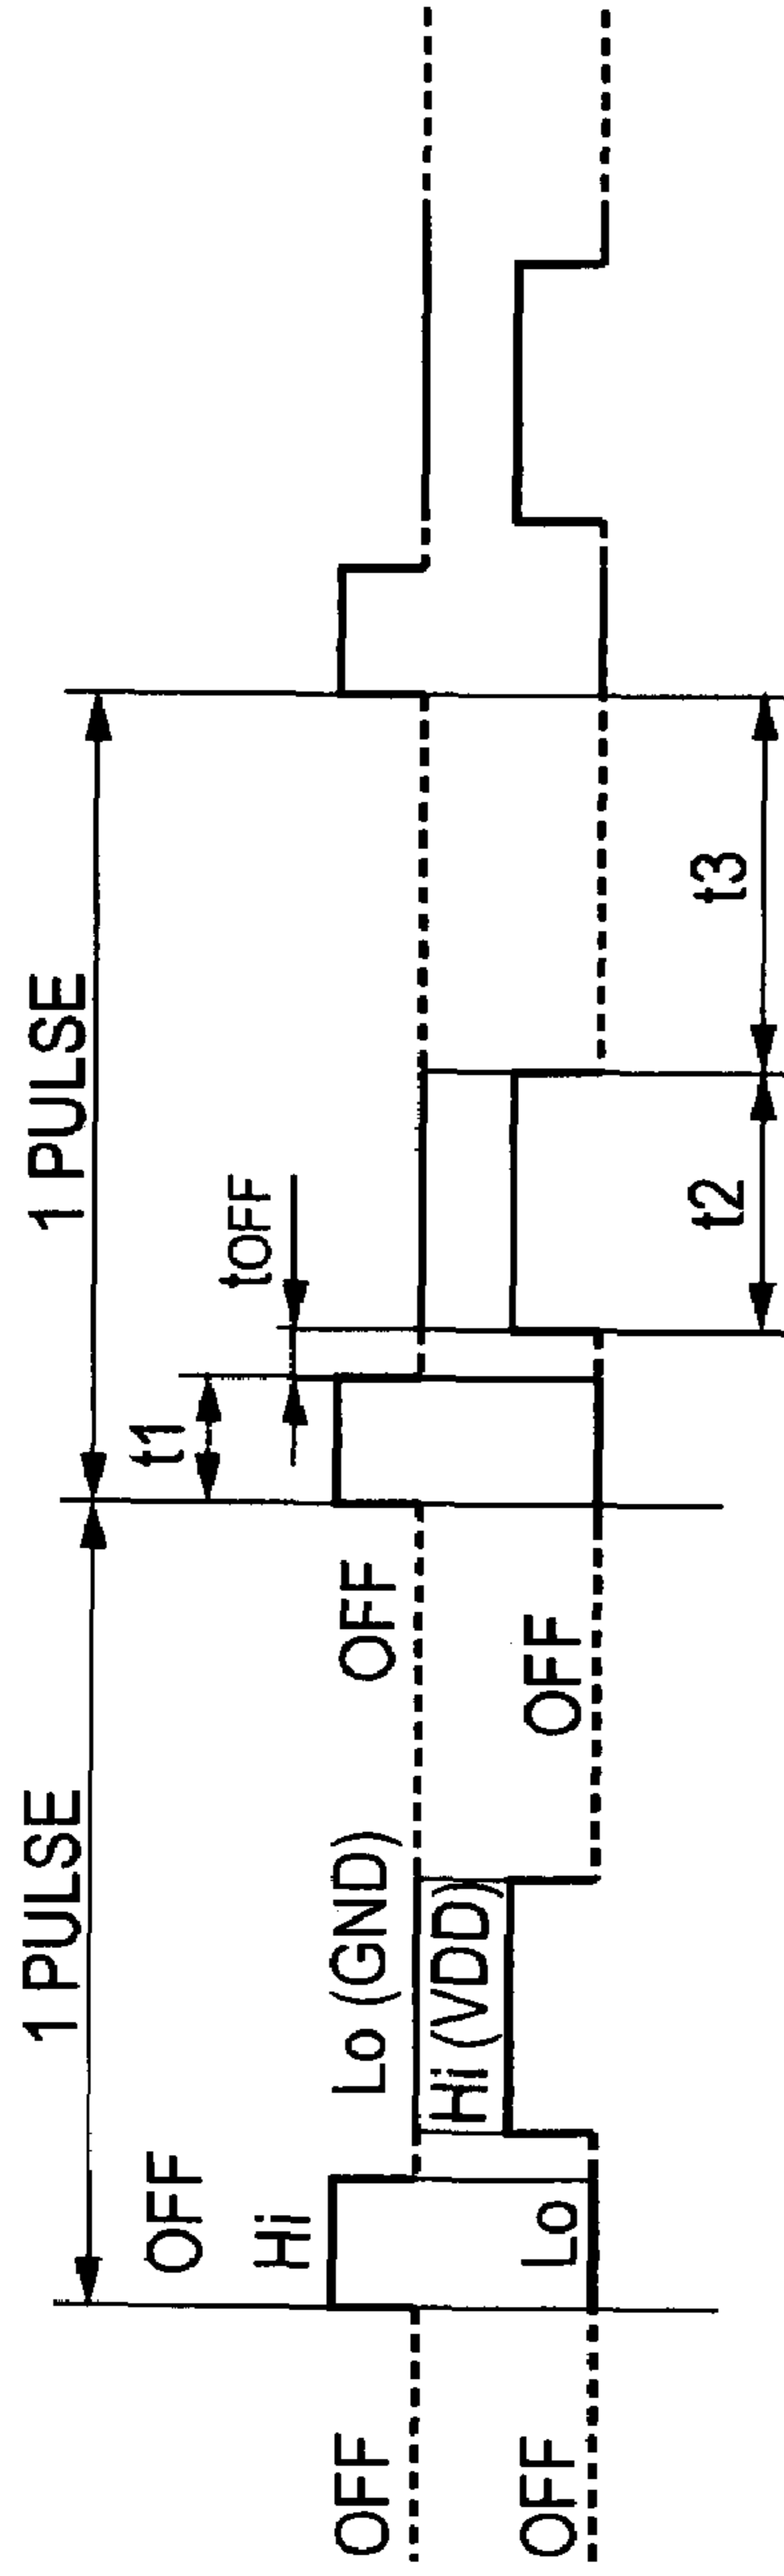 1 PULSE
1 PULSE
OFF
t1
tOFF
Hi
OFF
Lo (GND)
OFF
Hi (VDD)
OFF
Lo
OFF
t2
t3